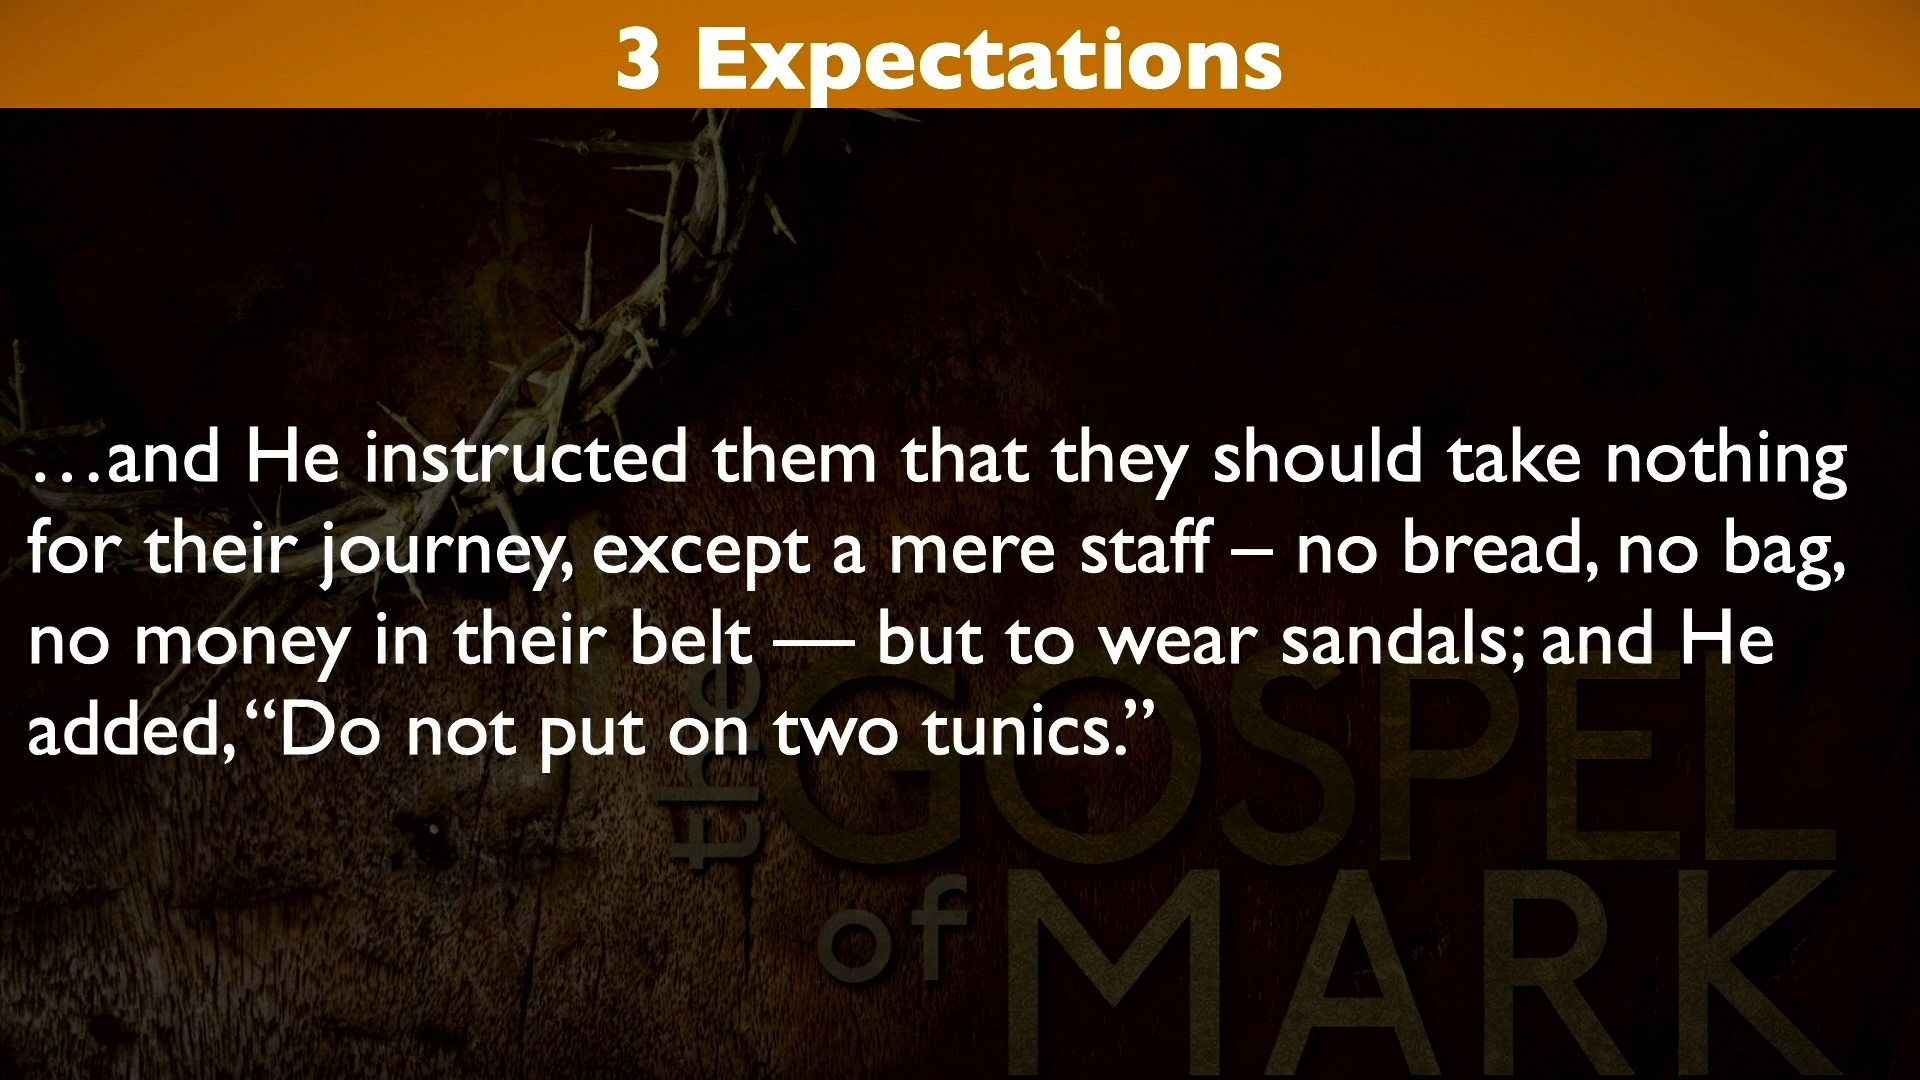 3 Expectations
…and He instructed them that they should take nothing
for their journey, except a mere staff – no bread, no bag,
no money in their belt — but to wear sandals; and He
added, “Do not put on two tunics.”
the GOSPEL
of MARK